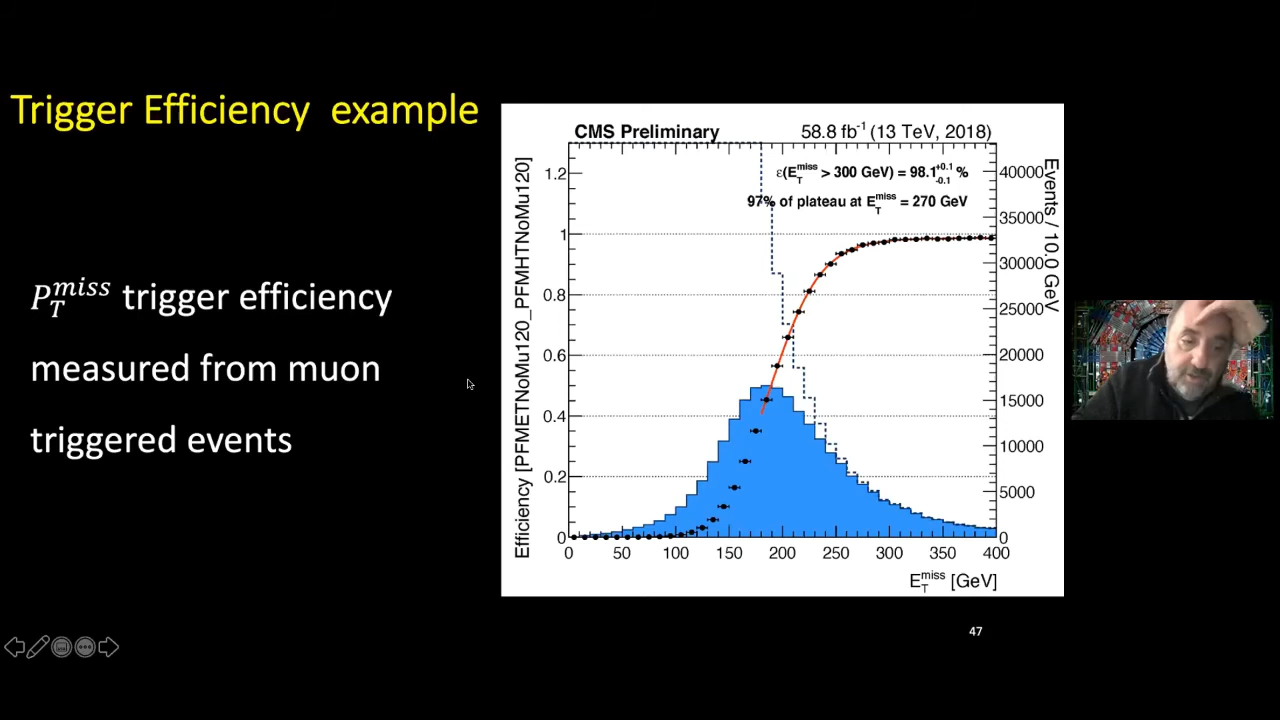 Trigger Efficiency example
P_T^miss trigger efficiency
measured from muon
triggered events
CMS Preliminary
58.8 fb⁻¹ (13 TeV, 2018)
ε(E_T^miss > 300 GeV) = 98.1 +0.1 -0.1 %
97% of plateau at E_T^miss = 270 GeV
Efficiency [PFMETNoMu120_PFMHTNoMu120]
1.2
1
0.8
0.6
0.4
0.2
0
Events / 10.0 GeV
40000
35000
30000
25000
20000
15000
10000
5000
0
0 50 100 150 200 250 300 350 400
E_T^miss [GeV]
47